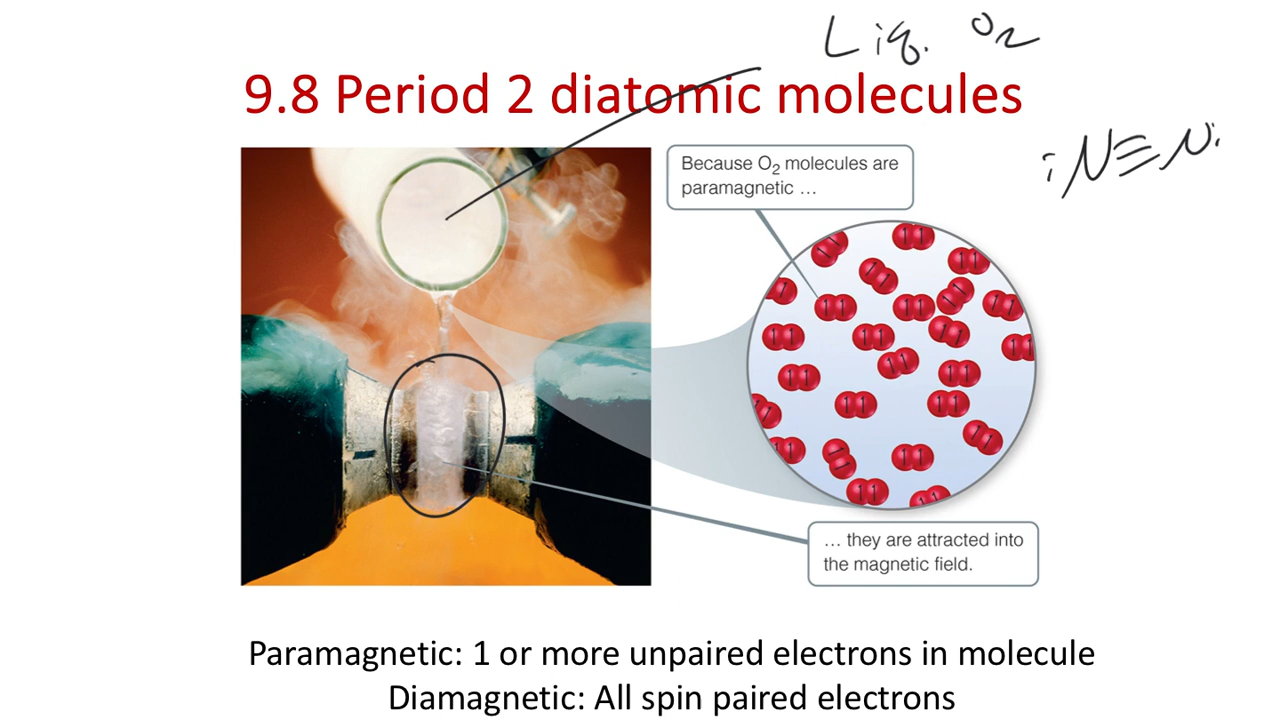 Liq. O₂
9.8 Period 2 diatomic molecules
:N≡N:
Because O₂ molecules are
paramagnetic ...
... they are attracted into
the magnetic field.
Paramagnetic: 1 or more unpaired electrons in molecule
Diamagnetic: All spin paired electrons